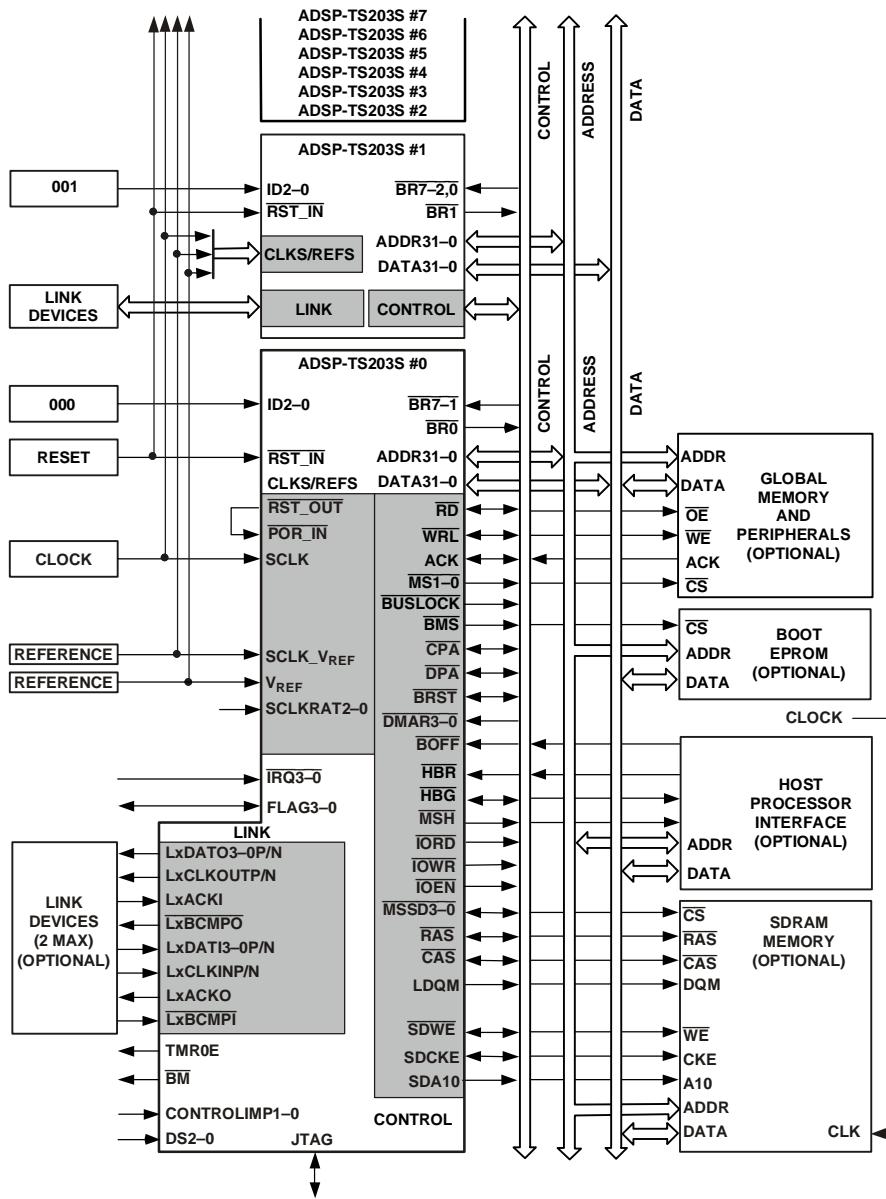 ADSP-TS203S #7
ADSP-TS203S #6
ADSP-TS203S #5
ADSP-TS203S #4
ADSP-TS203S #3
ADSP-TS203S #2
CONTROL
ADDRESS
DATA
ADSP-TS203S #1
001
ID2–0
BR7–2,0
RST_IN
BR1
ADDR31–0
CLKS/REFS
DATA31–0
LINK
DEVICES
LINK
CONTROL
ADSP-TS203S #0
CONTROL
ADDRESS
DATA
000
ID2–0
BR7–1
BR0
RESET
RST_IN
ADDR31–0
CLKS/REFS
DATA31–0
ADDR
DATA
OE
WE
ACK
CS
GLOBAL
MEMORY
AND
PERIPHERALS
(OPTIONAL)
RST_OUT
RD
POR_IN
WRL
CLOCK
SCLK
ACK
MS1–0
BUSLOCK
BMS
CS
ADDR
DATA
BOOT
EPROM
(OPTIONAL)
REFERENCE
SCLK_VREF
CPA
REFERENCE
VREF
DPA
BRST
SCLKRAT2–0
DMAR3–0
CLOCK
BOFF
IRQ3–0
HBR
FLAG3–0
HBG
MSH
HOST
PROCESSOR
INTERFACE
(OPTIONAL)
ADDR
DATA
LINK
IORD
IOWR
IOEN
LINK
DEVICES
(2 MAX)
(OPTIONAL)
LxDATO3–0P/N
LxCLKOUTP/N
LxACKI
LxBCMPO
LxDATI3–0P/N
LxCLKINP/N
LxACKO
LxBCMPI
MSSD3–0
RAS
CAS
LDQM
SDWE
SDCKE
SDA10
CS
RAS
CAS
DQM
WE
CKE
A10
ADDR
DATA
SDRAM
MEMORY
(OPTIONAL)
CLK
TMR0E
BM
CONTROLIMP1–0
CONTROL
DS2–0
JTAG